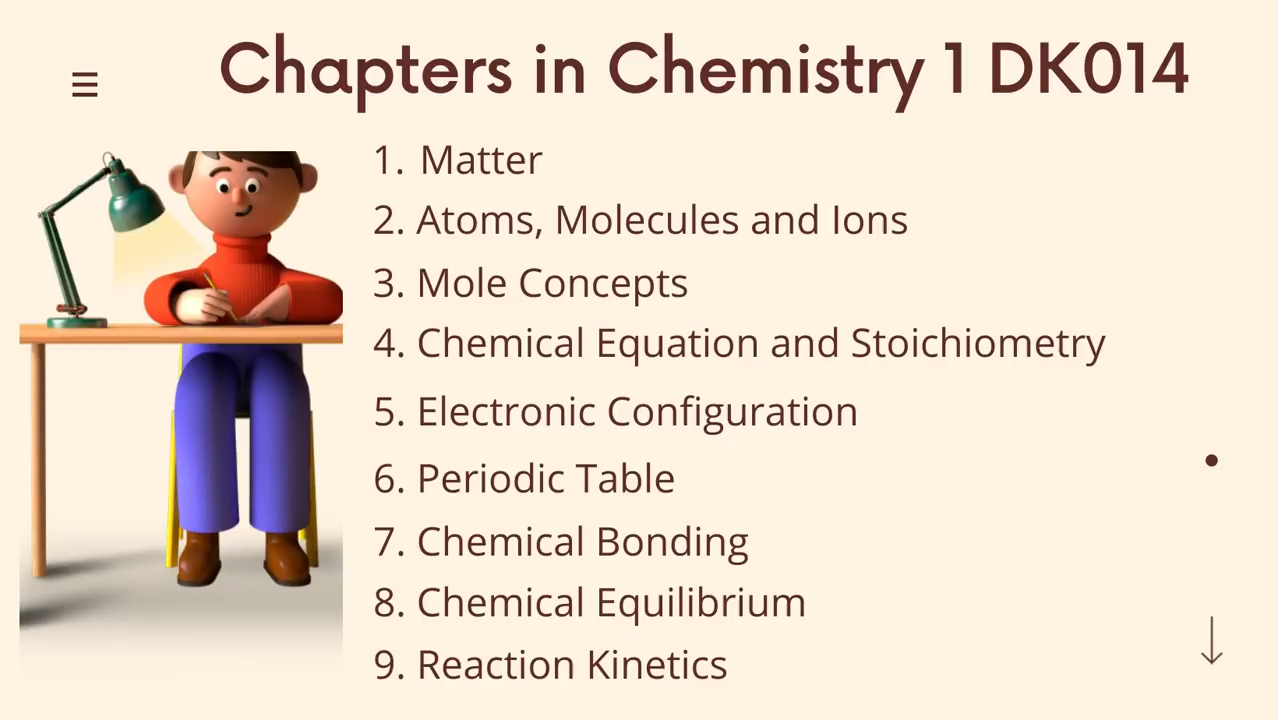 Chapters in Chemistry 1 DK014
1. Matter
2. Atoms, Molecules and Ions
3. Mole Concepts
4. Chemical Equation and Stoichiometry
5. Electronic Configuration
6. Periodic Table
7. Chemical Bonding
8. Chemical Equilibrium
9. Reaction Kinetics